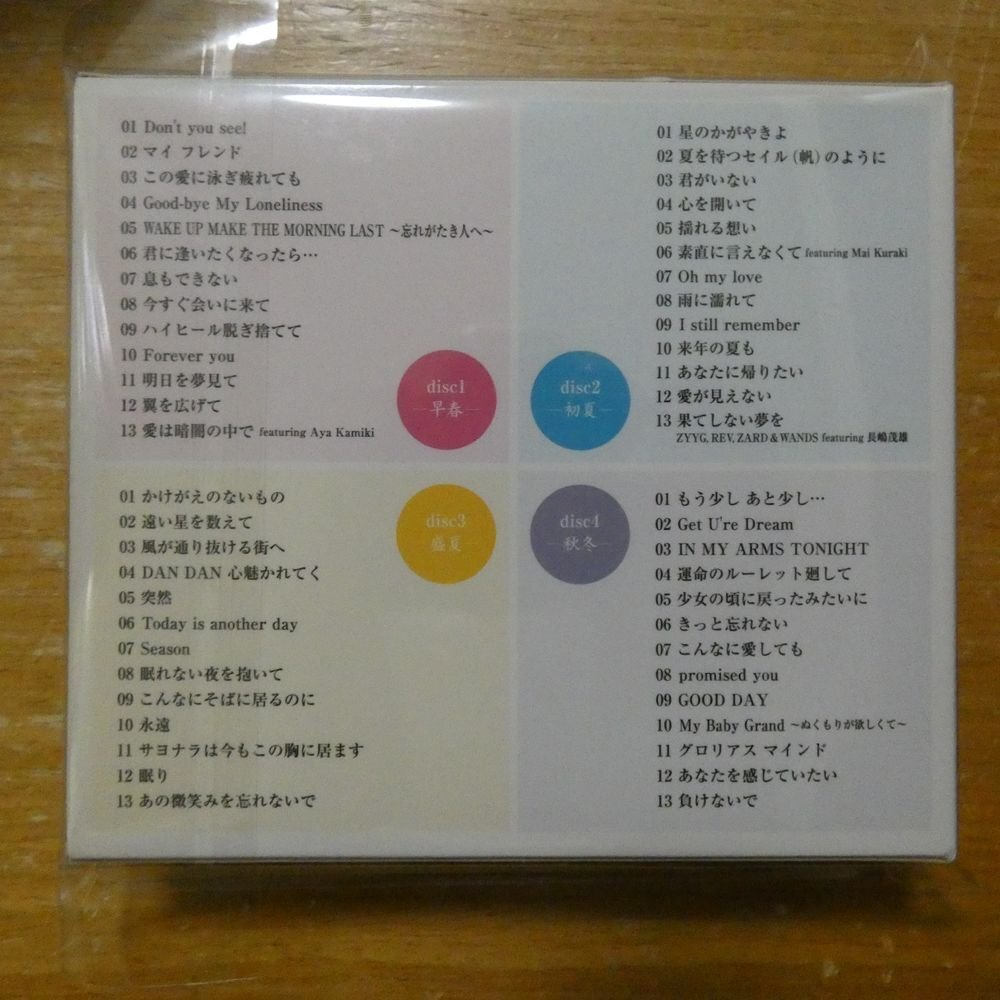 01 Don't you see!
02 マイ フレンド
03 この愛に泳ぎ疲れても
04 Good-bye My Loneliness
05 WAKE UP MAKE THE MORNING LAST 〜忘れがたき人へ〜
06 君に逢いたくなったら…
07 息もできない
08 今すぐ会いに来て
09 ハイヒール脱ぎ捨てて
10 Forever you
11 明日を夢見て
12 翼を広げて
13 愛は暗闇の中で featuring Aya Kamiki
disc1
―早春―
01 星のかがやきよ
02 夏を待つセイル（帆）のように
03 君がいない
04 心を開いて
05 揺れる想い
06 素直に言えなくて featuring Mai Kuraki
07 Oh my love
08 雨に濡れて
09 I still remember
10 来年の夏も
11 あなたに帰りたい
12 愛が見えない
13 果てしない夢を
ZYYG, REV, ZARD & WANDS featuring 長嶋茂雄
disc2
―初夏―
01 かけがえのないもの
02 遠い星を数えて
03 風が通り抜ける街へ
04 DAN DAN 心魅かれてく
05 突然
06 Today is another day
07 Season
08 眠れない夜を抱いて
09 こんなにそばに居るのに
10 永遠
11 サヨナラは今もこの胸に居ます
12 眠り
13 あの微笑みを忘れないで
disc3
―盛夏―
01 もう少し あと少し…
02 Get U're Dream
03 IN MY ARMS TONIGHT
04 運命のルーレット廻して
05 少女の頃に戻ったみたいに
06 きっと忘れない
07 こんなに愛しても
08 promised you
09 GOOD DAY
10 My Baby Grand 〜ぬくもりが欲しくて〜
11 グロリアス マインド
12 あなたを感じていたい
13 負けないで
disc4
―秋冬―